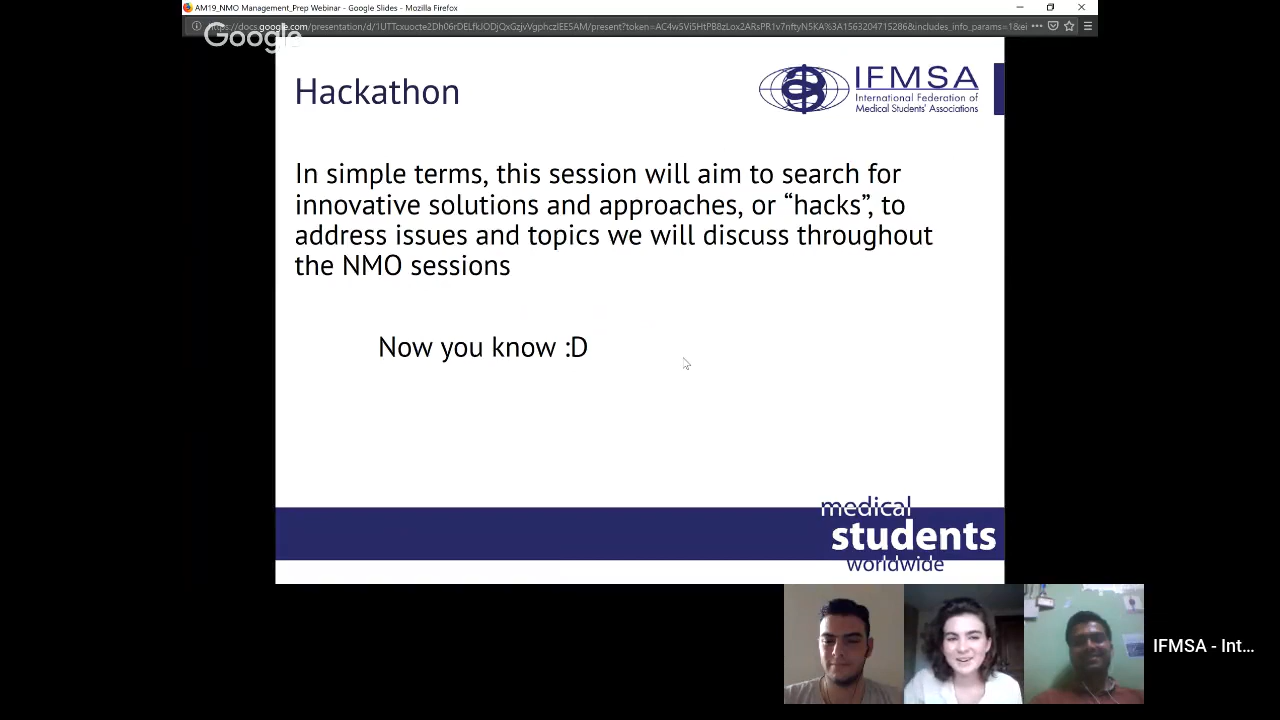 AM19_NMO Management_Prep Webinar - Google Slides - Mozilla Firefox
Google
Hackathon
IFMSA
International Federation of
Medical Students' Associations
In simple terms, this session will aim to search for
innovative solutions and approaches, or “hacks”, to
address issues and topics we will discuss throughout
the NMO sessions
Now you know :D
medical
students
worldwide
IFMSA - Int...